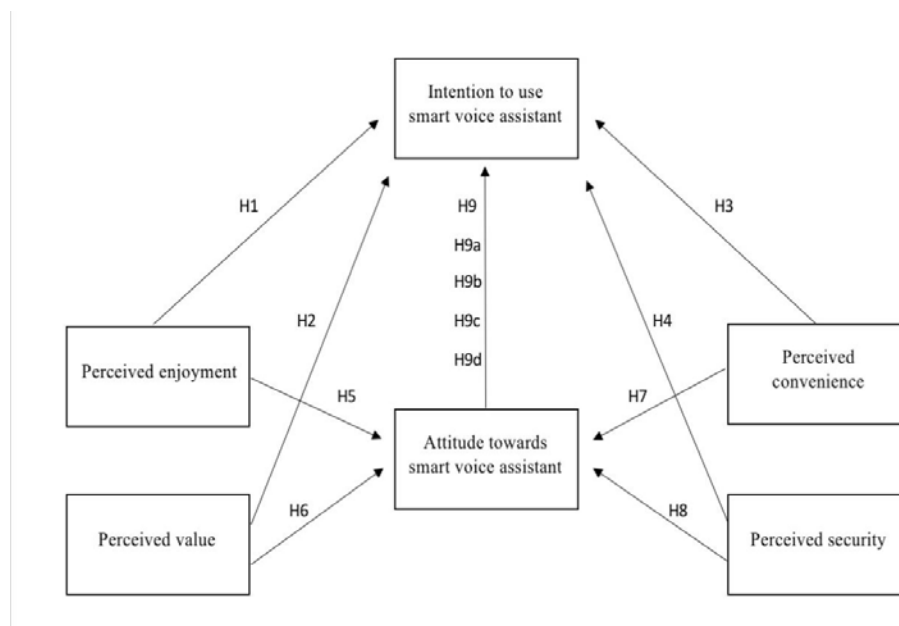 Intention to use
smart voice assistant
H1
H9
H3
H9a
H9b
H2
H9c
H4
H9d
Perceived enjoyment
Perceived
convenience
H5
H7
Attitude towards
smart voice assistant
H6
H8
Perceived value
Perceived security